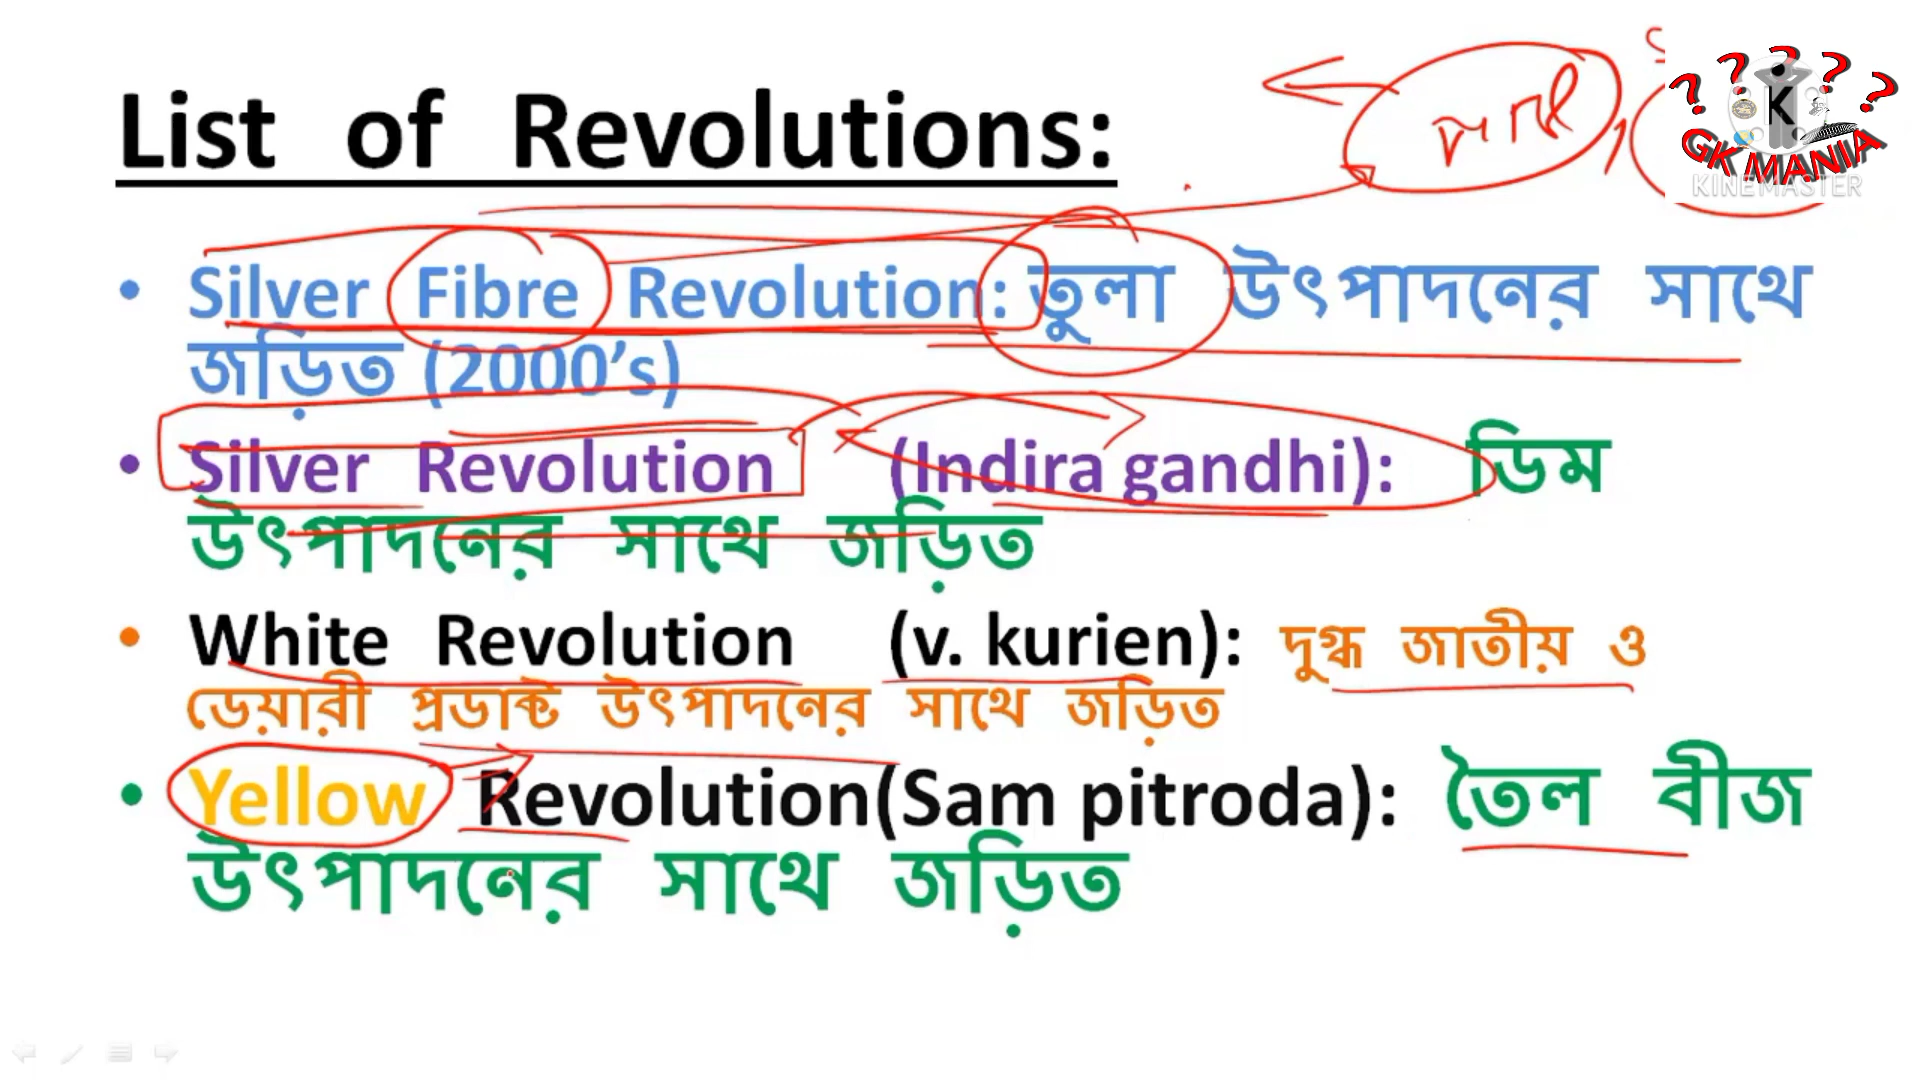 List of Revolutions:
GK MANIA
K
KINEMASTER
• Silver Fibre Revolution: তুলা উৎপাদনের সাথে
জড়িত (2000’s)
• Silver Revolution (Indira gandhi): ডিম
উৎপাদনের সাথে জড়িত
• White Revolution (v. kurien): দুগ্ধ জাতীয় ও
ডেয়ারী প্রডাক্ট উৎপাদনের সাথে জড়িত
• Yellow Revolution(Sam pitroda): তৈল বীজ
উৎপাদনের সাথে জড়িত